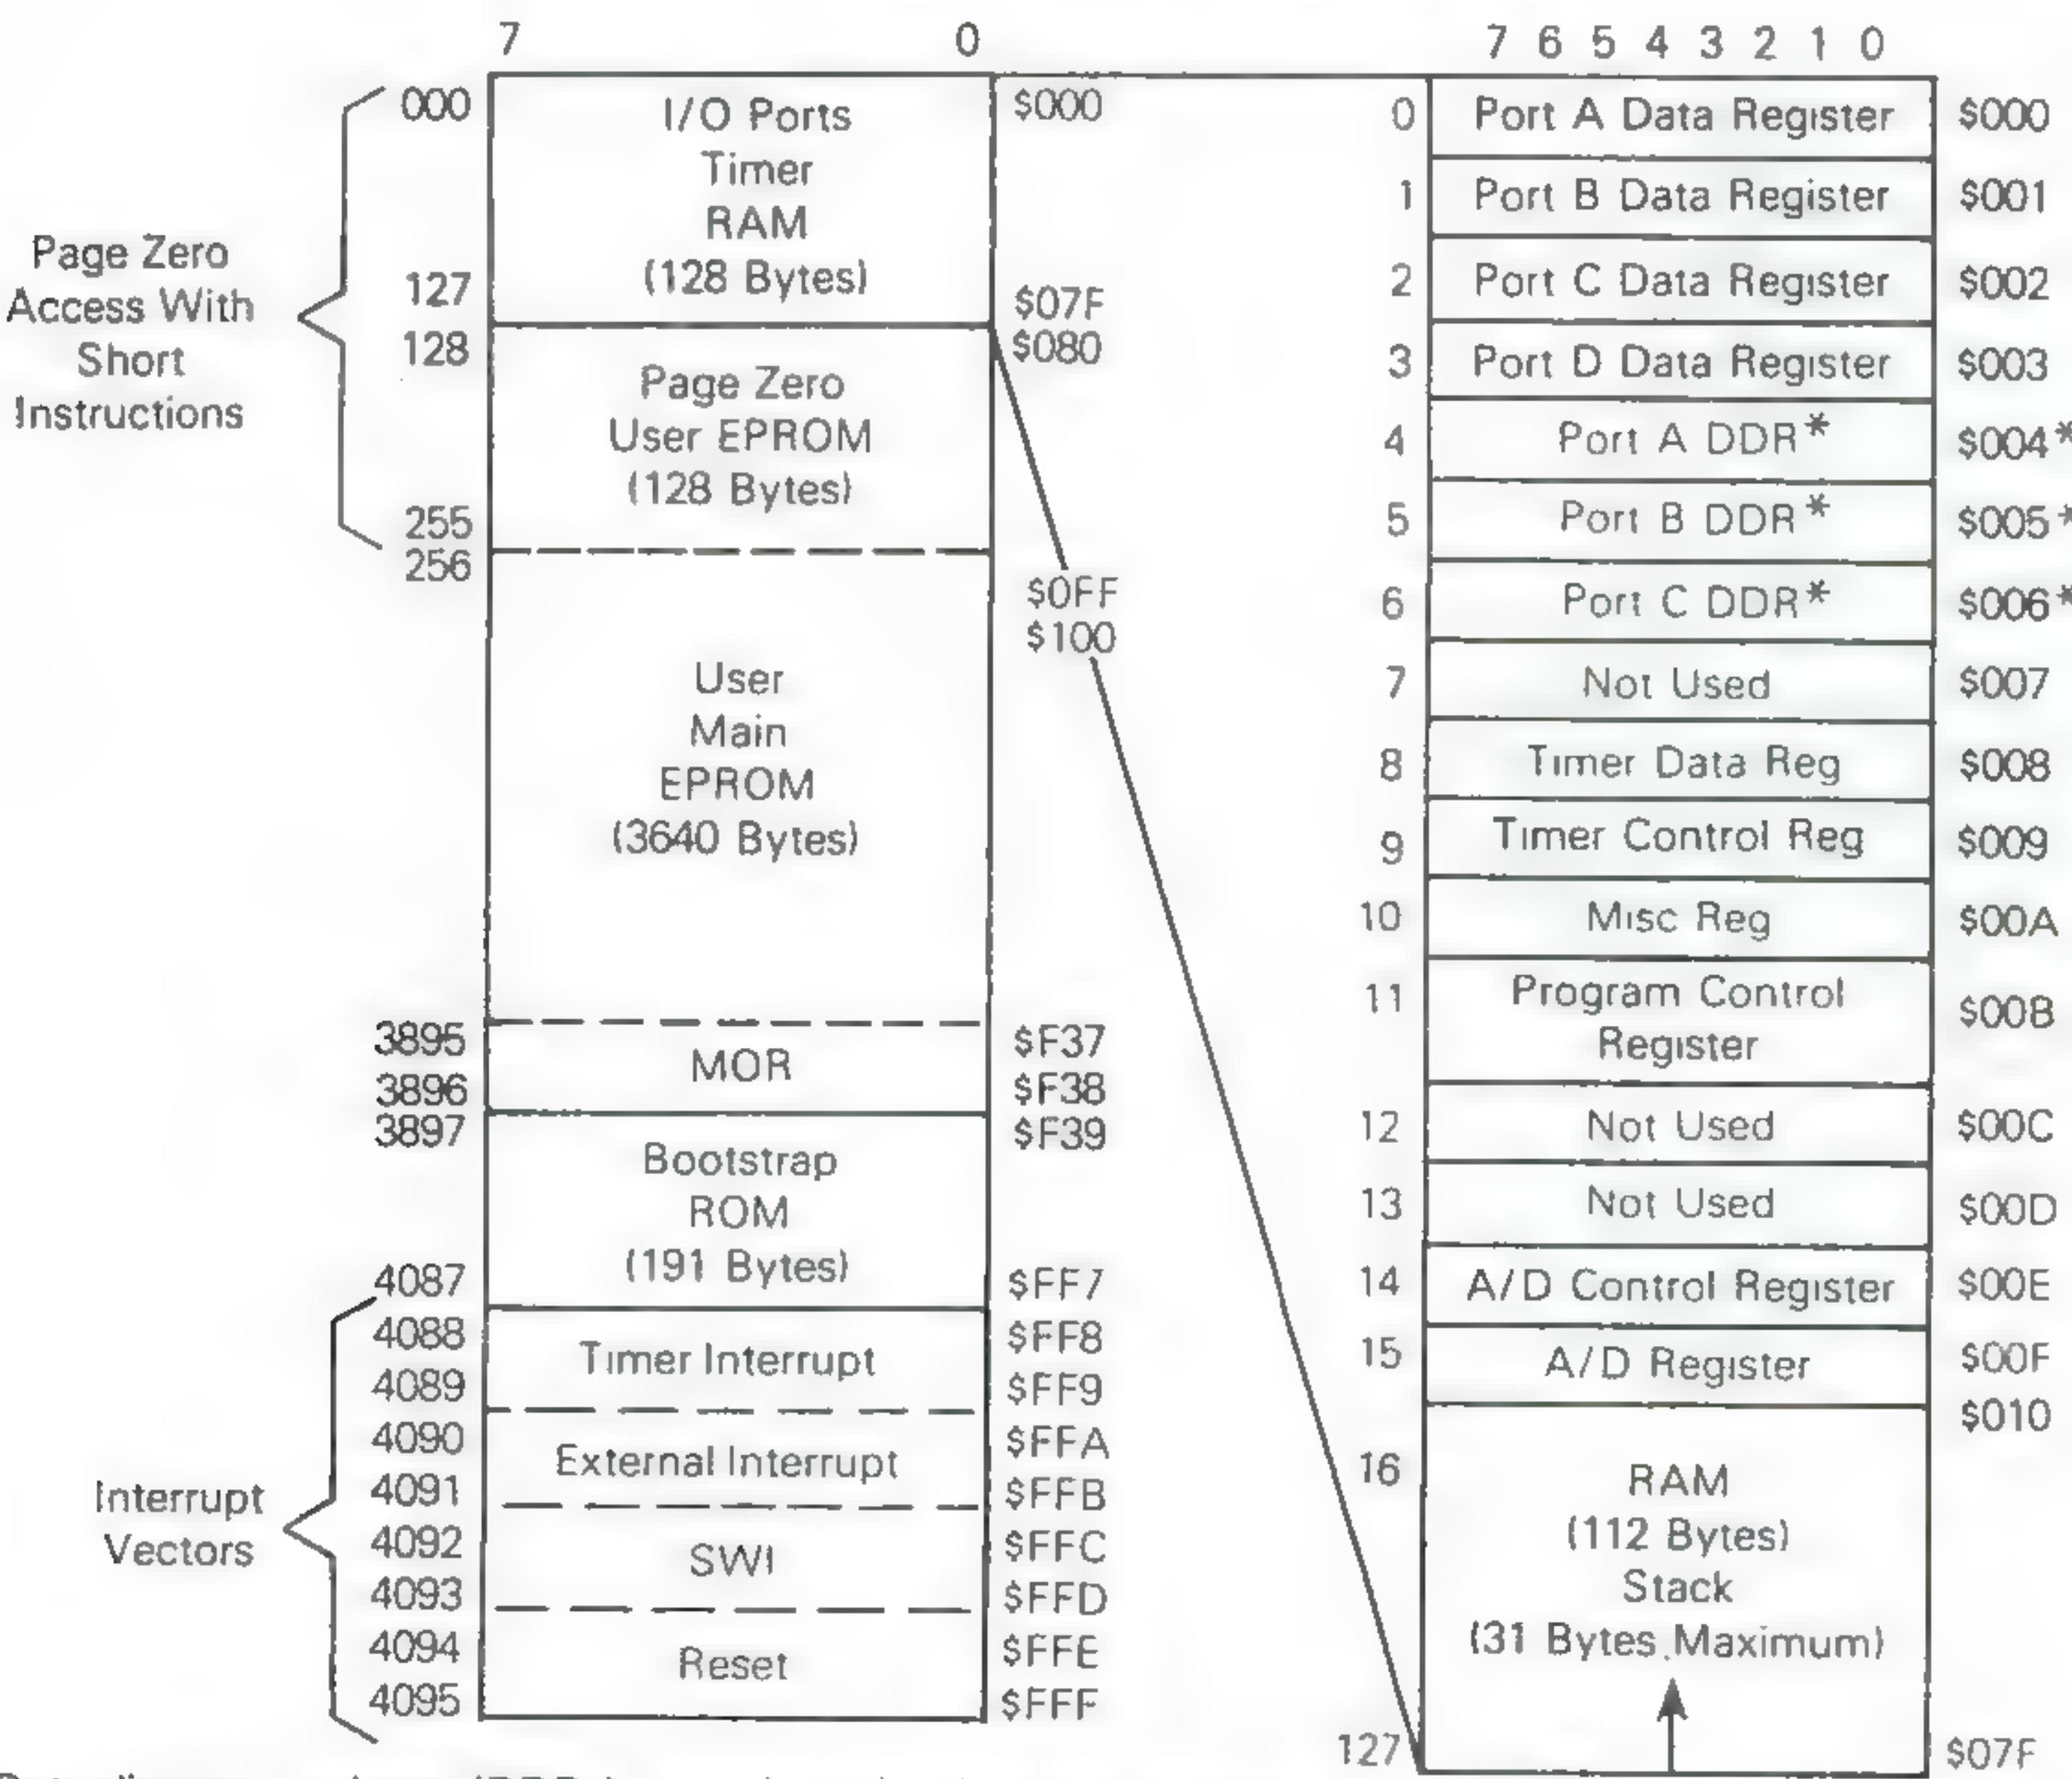 7 0
000
I/O Ports
Timer
RAM
(128 Bytes)
$000
127
$07F
128
$080
Page Zero
Access With
Short
Instructions
Page Zero
User EPROM
(128 Bytes)
255
256
$0FF
$100
User
Main
EPROM
(3640 Bytes)
3895
$F37
MOR
3896
$F38
3897
$F39
Bootstrap
ROM
(191 Bytes)
4087
$FF7
4088
$FF8
Timer Interrupt
4089
$FF9
4090
$FFA
External Interrupt
4091
$FFB
Interrupt
Vectors
4092
$FFC
SWI
4093
$FFD
4094
$FFE
Reset
4095
$FFF
7 6 5 4 3 2 1 0
0 Port A Data Register $000
1 Port B Data Register $001
2 Port C Data Register $002
3 Port D Data Register $003
4 Port A DDR* $004*
5 Port B DDR* $005*
6 Port C DDR* $006*
7 Not Used $007
8 Timer Data Reg $008
9 Timer Control Reg $009
10 Misc Reg $00A
11 Program Control
Register $00B
12 Not Used $00C
13 Not Used $00D
14 A/D Control Register $00E
15 A/D Register $00F
$010
16
RAM
(112 Bytes)
Stack
(31 Bytes Maximum)
127
$07F